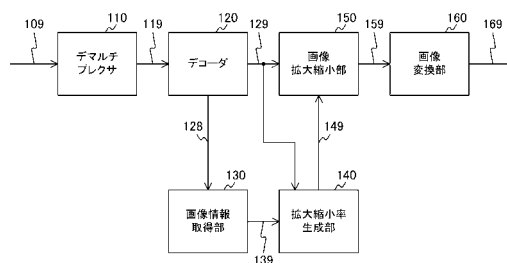 110
120
150
160
109
119
129
159
169
デマルチ
プレクサ
デコーダ
画像
拡大縮小部
画像
変換部
128
149
130
140
画像情報
取得部
拡大縮小率
生成部
139